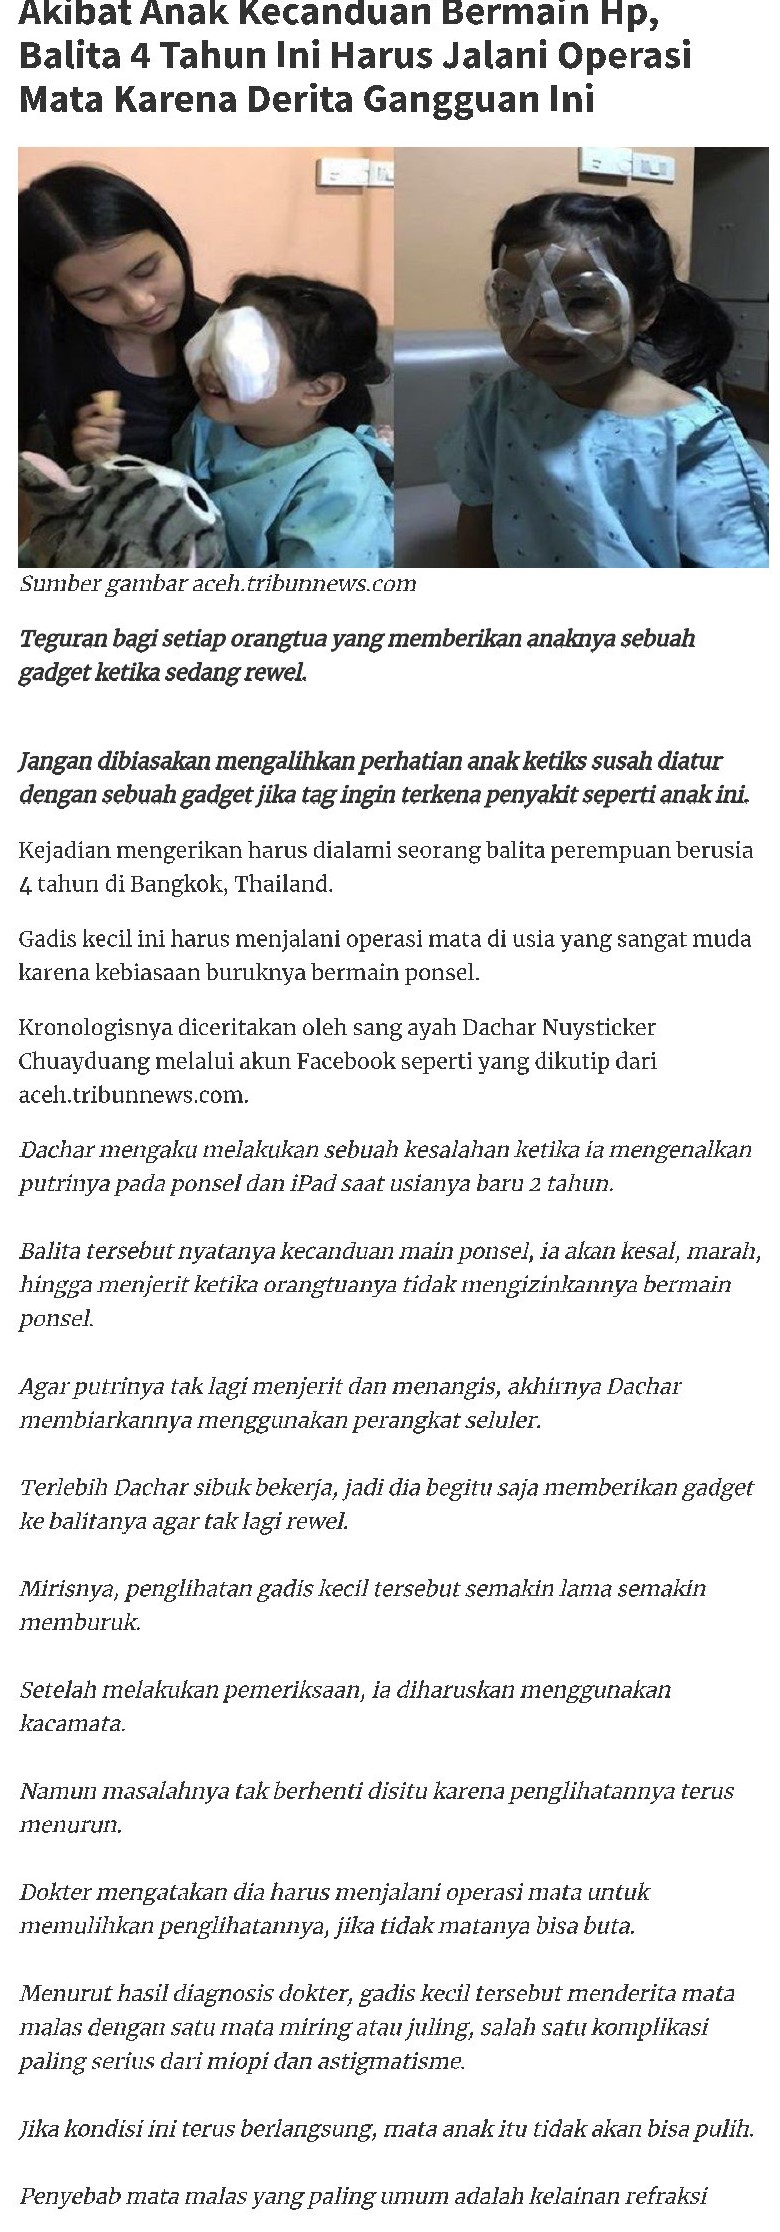 Akibat Anak Kecanduan Bermain Hp,
Balita 4 Tahun Ini Harus Jalani Operasi
Mata Karena Derita Gangguan Ini
Sumber gambar aceh.tribunnews.com
Teguran bagi setiap orangtua yang memberikan anaknya sebuah
gadget ketika sedang rewel.
Jangan dibiasakan mengalihkan perhatian anak ketiks susah diatur
dengan sebuah gadget jika tag ingin terkena penyakit seperti anak ini.
Kejadian mengerikan harus dialami seorang balita perempuan berusia
4 tahun di Bangkok, Thailand.
Gadis kecil ini harus menjalani operasi mata di usia yang sangat muda
karena kebiasaan buruknya bermain ponsel.
Kronologisnya diceritakan oleh sang ayah Dachar Nuysticker
Chuayduang melalui akun Facebook seperti yang dikutip dari
aceh.tribunnews.com.
Dachar mengaku melakukan sebuah kesalahan ketika ia mengenalkan
putrinya pada ponsel dan iPad saat usianya baru 2 tahun.
Balita tersebut nyatanya kecanduan main ponsel, ia akan kesal, marah,
hingga menjerit ketika orangtuanya tidak mengizinkannya bermain
ponsel.
Agar putrinya tak lagi menjerit dan menangis, akhirnya Dachar
membiarkannya menggunakan perangkat seluler.
Terlebih Dachar sibuk bekerja, jadi dia begitu saja memberikan gadget
ke balitanya agar tak lagi rewel.
Mirisnya, penglihatan gadis kecil tersebut semakin lama semakin
memburuk.
Setelah melakukan pemeriksaan, ia diharuskan menggunakan
kacamata.
Namun masalahnya tak berhenti disitu karena penglihatannya terus
menurun.
Dokter mengatakan dia harus menjalani operasi mata untuk
memulihkan penglihatannya, jika tidak matanya bisa buta.
Menurut hasil diagnosis dokter, gadis kecil tersebut menderita mata
malas dengan satu mata miring atau juling, salah satu komplikasi
paling serius dari miopi dan astigmatisme.
Jika kondisi ini terus berlangsung, mata anak itu tidak akan bisa pulih.
Penyebab mata malas yang paling umum adalah kelainan refraksi